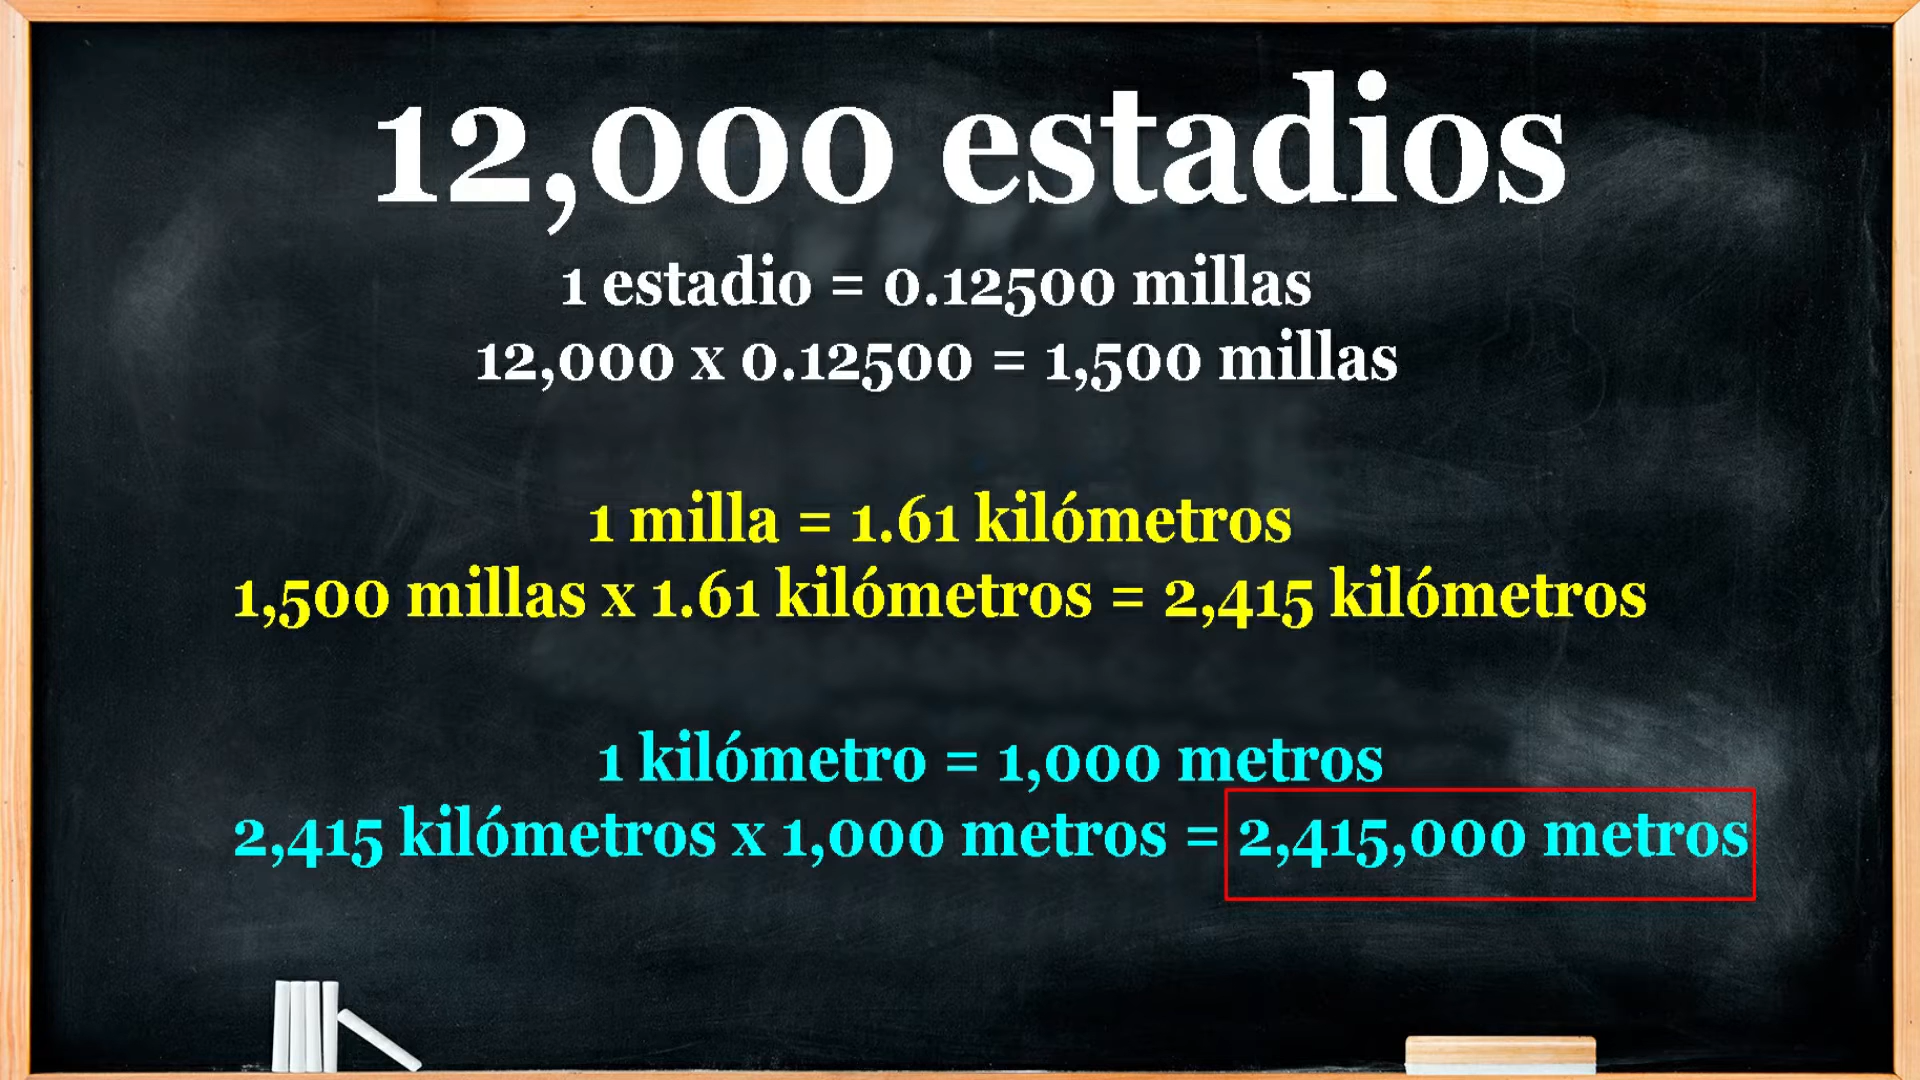 12,000 estadios
1 estadio = 0.12500 millas
12,000 x 0.12500 = 1,500 millas
1 milla = 1.61 kilómetros
1,500 millas x 1.61 kilómetros = 2,415 kilómetros
1 kilómetro = 1,000 metros
2,415 kilómetros x 1,000 metros = 2,415,000 metros